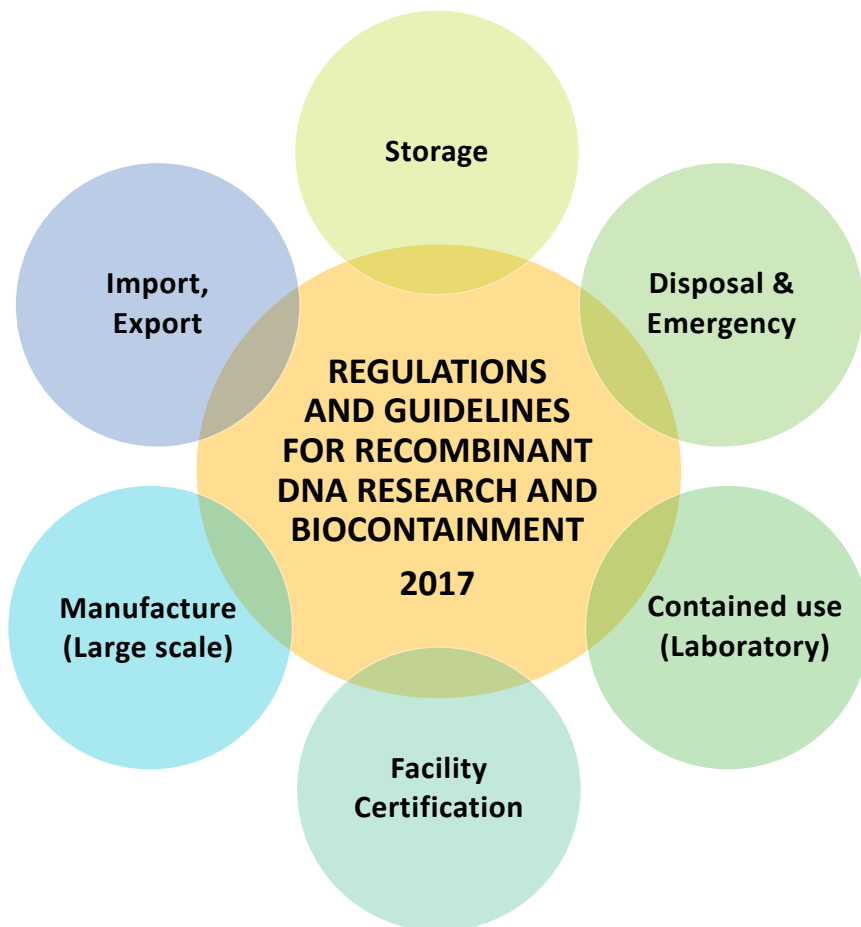 Storage
Import,
Export
Disposal &
Emergency
REGULATIONS
AND GUIDELINES
FOR RECOMBINANT
DNA RESEARCH AND
BIOCONTAINMENT
2017
Manufacture
(Large scale)
Contained use
(Laboratory)
Facility
Certification